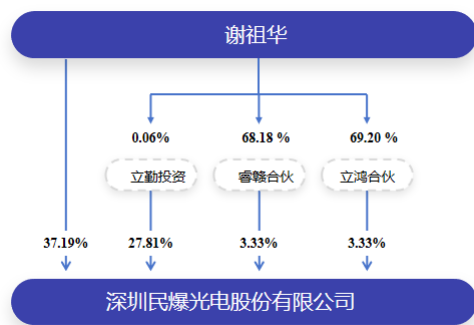 谢祖华
0.06% 68.18 % 69.20 %
立勤投资 睿赣合伙 立鸿合伙
37.19% 27.81% 3.33% 3.33%
深圳民爆光电股份有限公司